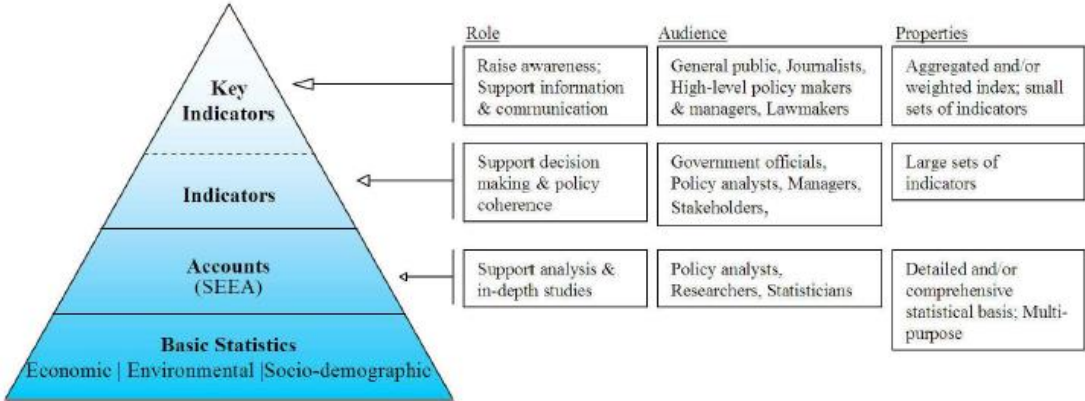 Role
Audience
Properties
Key
Indicators
Raise awareness;
Support information
& communication
General public, Journalists,
High-level policy makers
& managers, Lawmakers
Aggregated and/or
weighted index; small
sets of indicators
Indicators
Support decision
making & policy
coherence
Government officials,
Policy analysts, Managers,
Stakeholders,
Large sets of
indicators
Accounts
(SEEA)
Support analysis &
in-depth studies
Policy analysts,
Researchers, Statisticians
Detailed and/or
comprehensive
statistical basis; Multi-
purpose
Basic Statistics
Economic | Environmental |Socio-demographic